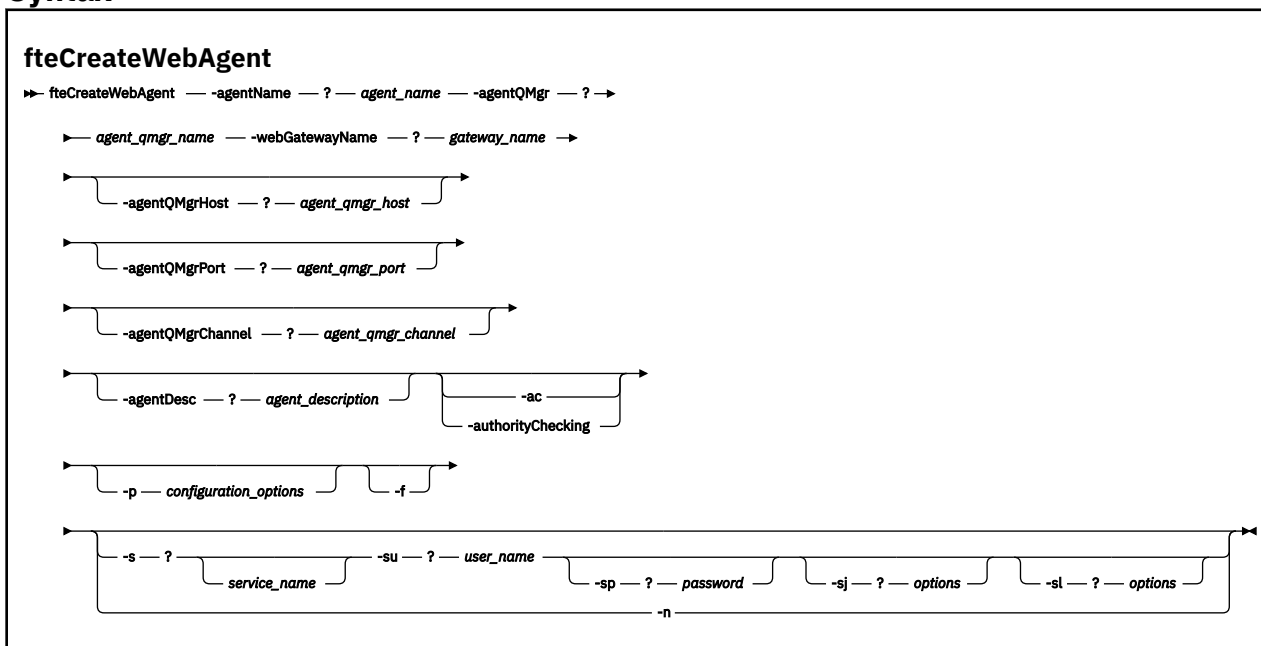 Syntax
fteCreateWebAgent
fteCreateWebAgent -agentName ? agent_name -agentQMgr ?
agent_qmgr_name -webGatewayName ? gateway_name
-agentQMgrHost ? agent_qmgr_host
-agentQMgrPort ? agent_qmgr_port
-agentQMgrChannel ? agent_qmgr_channel
-agentDesc ? agent_description -ac
-authorityChecking
-p configuration_options -f
-s ? service_name -su ? user_name -sp ? password -sj ? options -sl ? options
-n